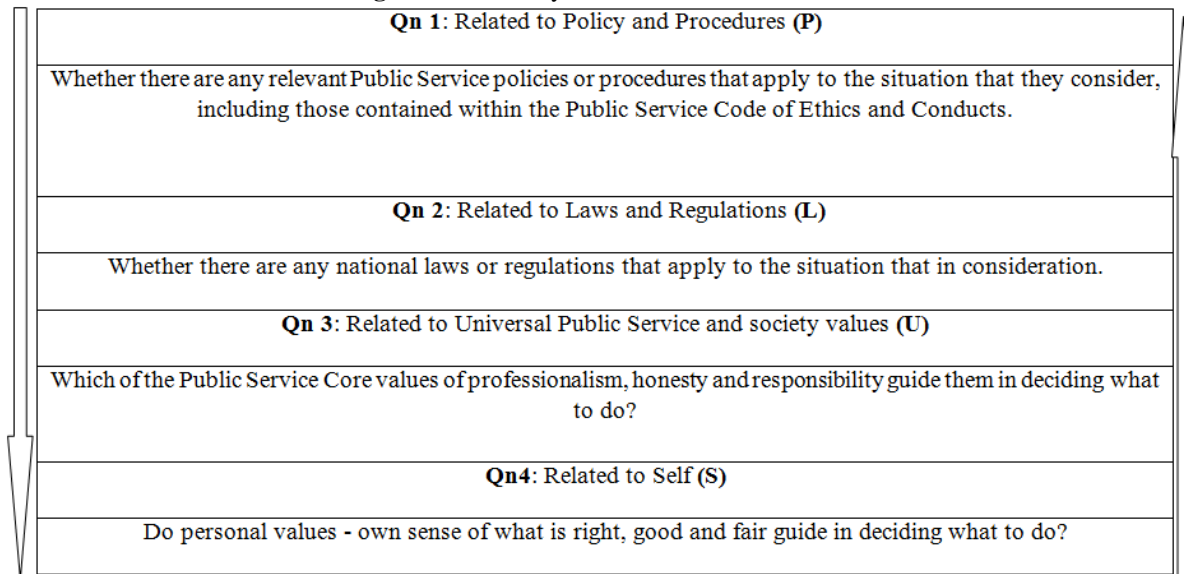 Qn 1: Related to Policy and Procedures (P)
Whether there are any relevant Public Service policies or procedures that apply to the situation that they consider,
including those contained within the Public Service Code of Ethics and Conducts.
Qn 2: Related to Laws and Regulations (L)
Whether there are any national laws or regulations that apply to the situation that in consideration.
Qn 3: Related to Universal Public Service and society values (U)
Which of the Public Service Core values of professionalism, honesty and responsibility guide them in deciding what
to do?
Qn4: Related to Self (S)
Do personal values - own sense of what is right, good and fair guide in deciding what to do?